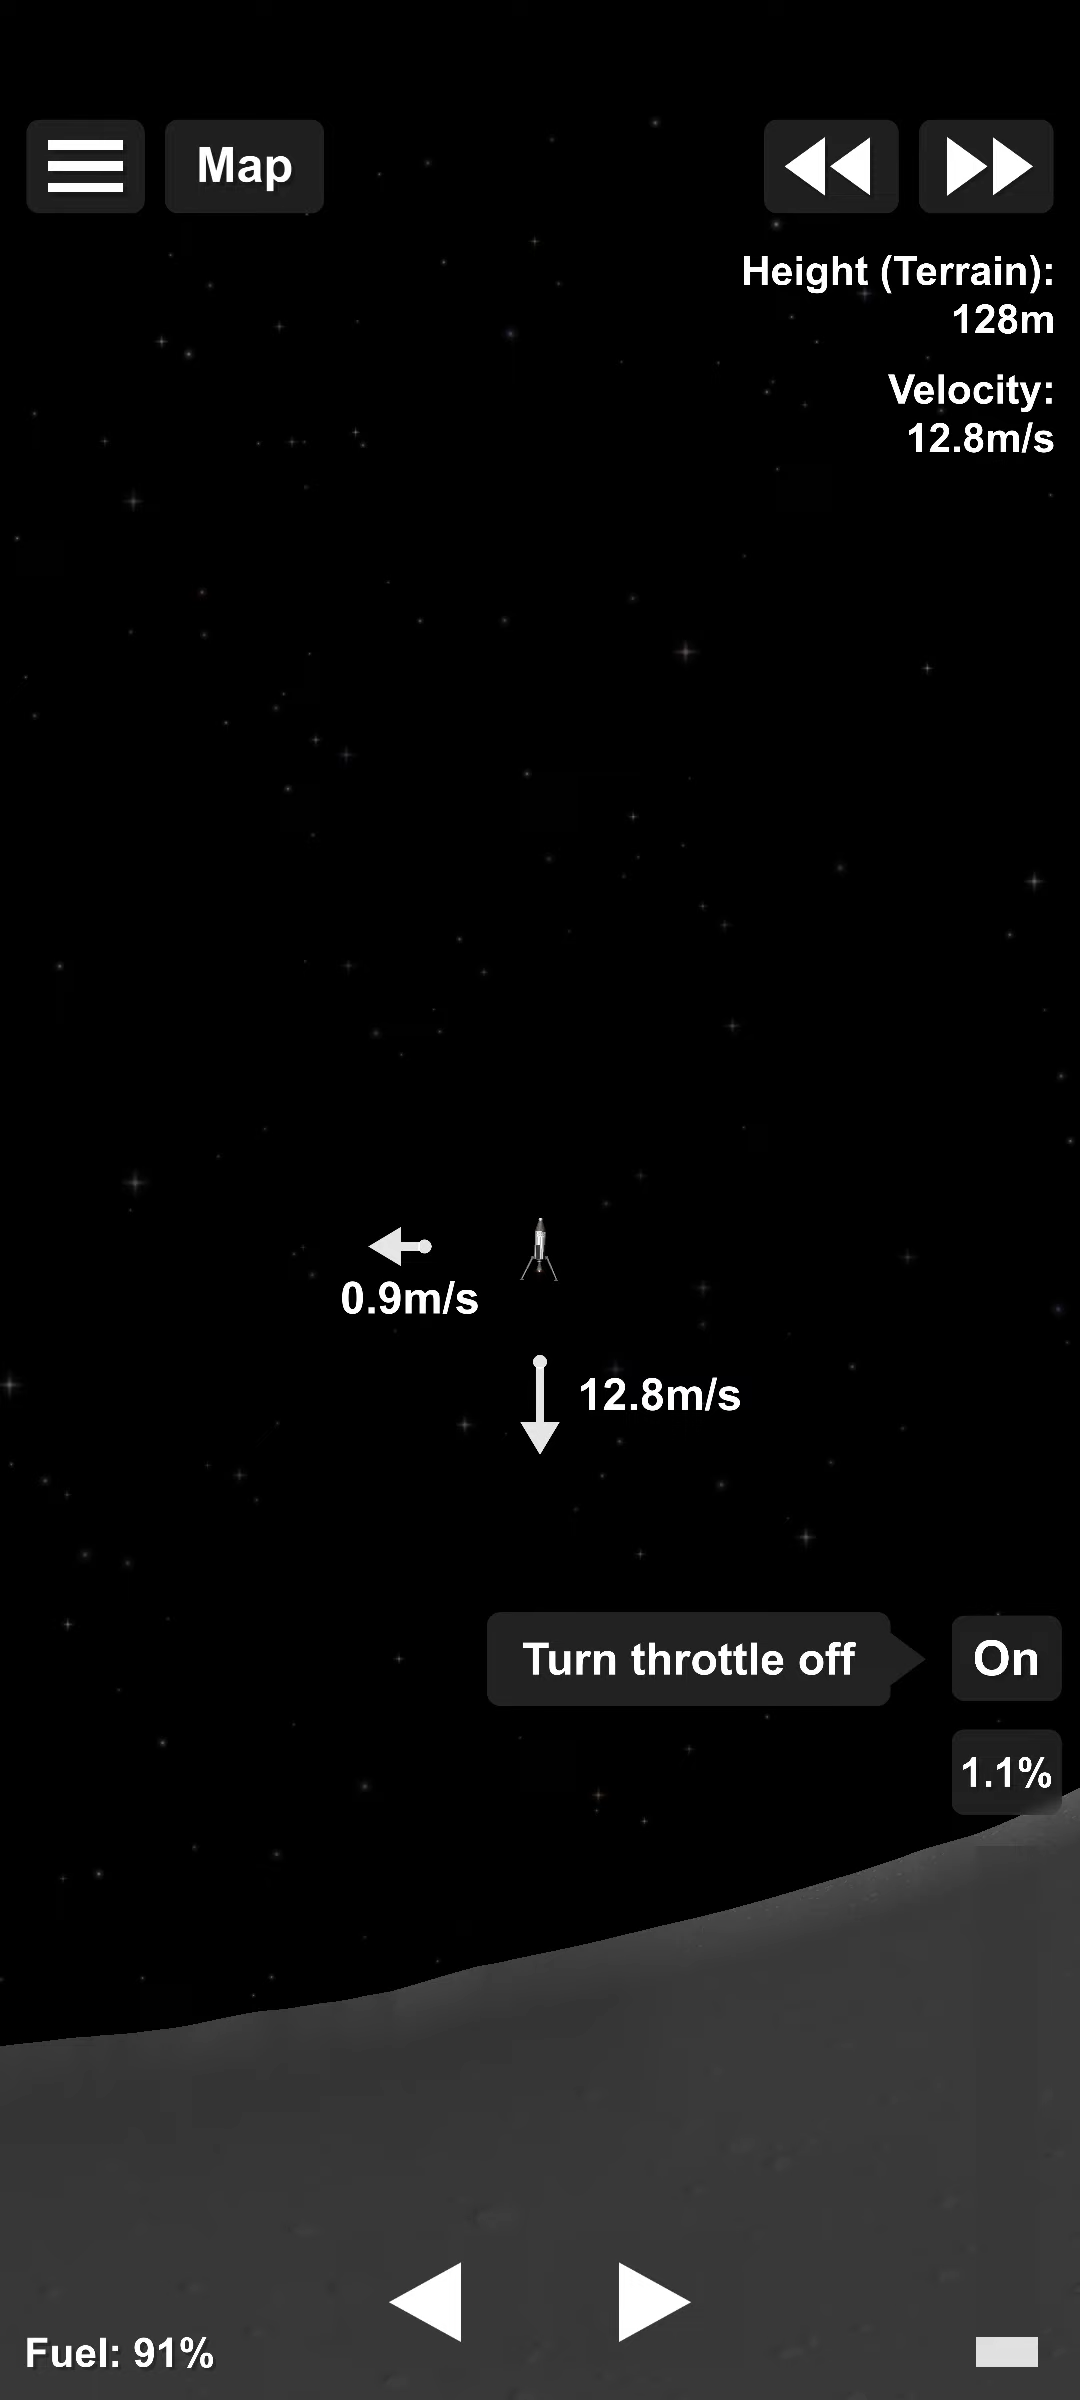 Map
Height (Terrain):
128m
Velocity:
12.8m/s
0.9m/s
12.8m/s
Turn throttle off
On
1.1%
Fuel: 91%